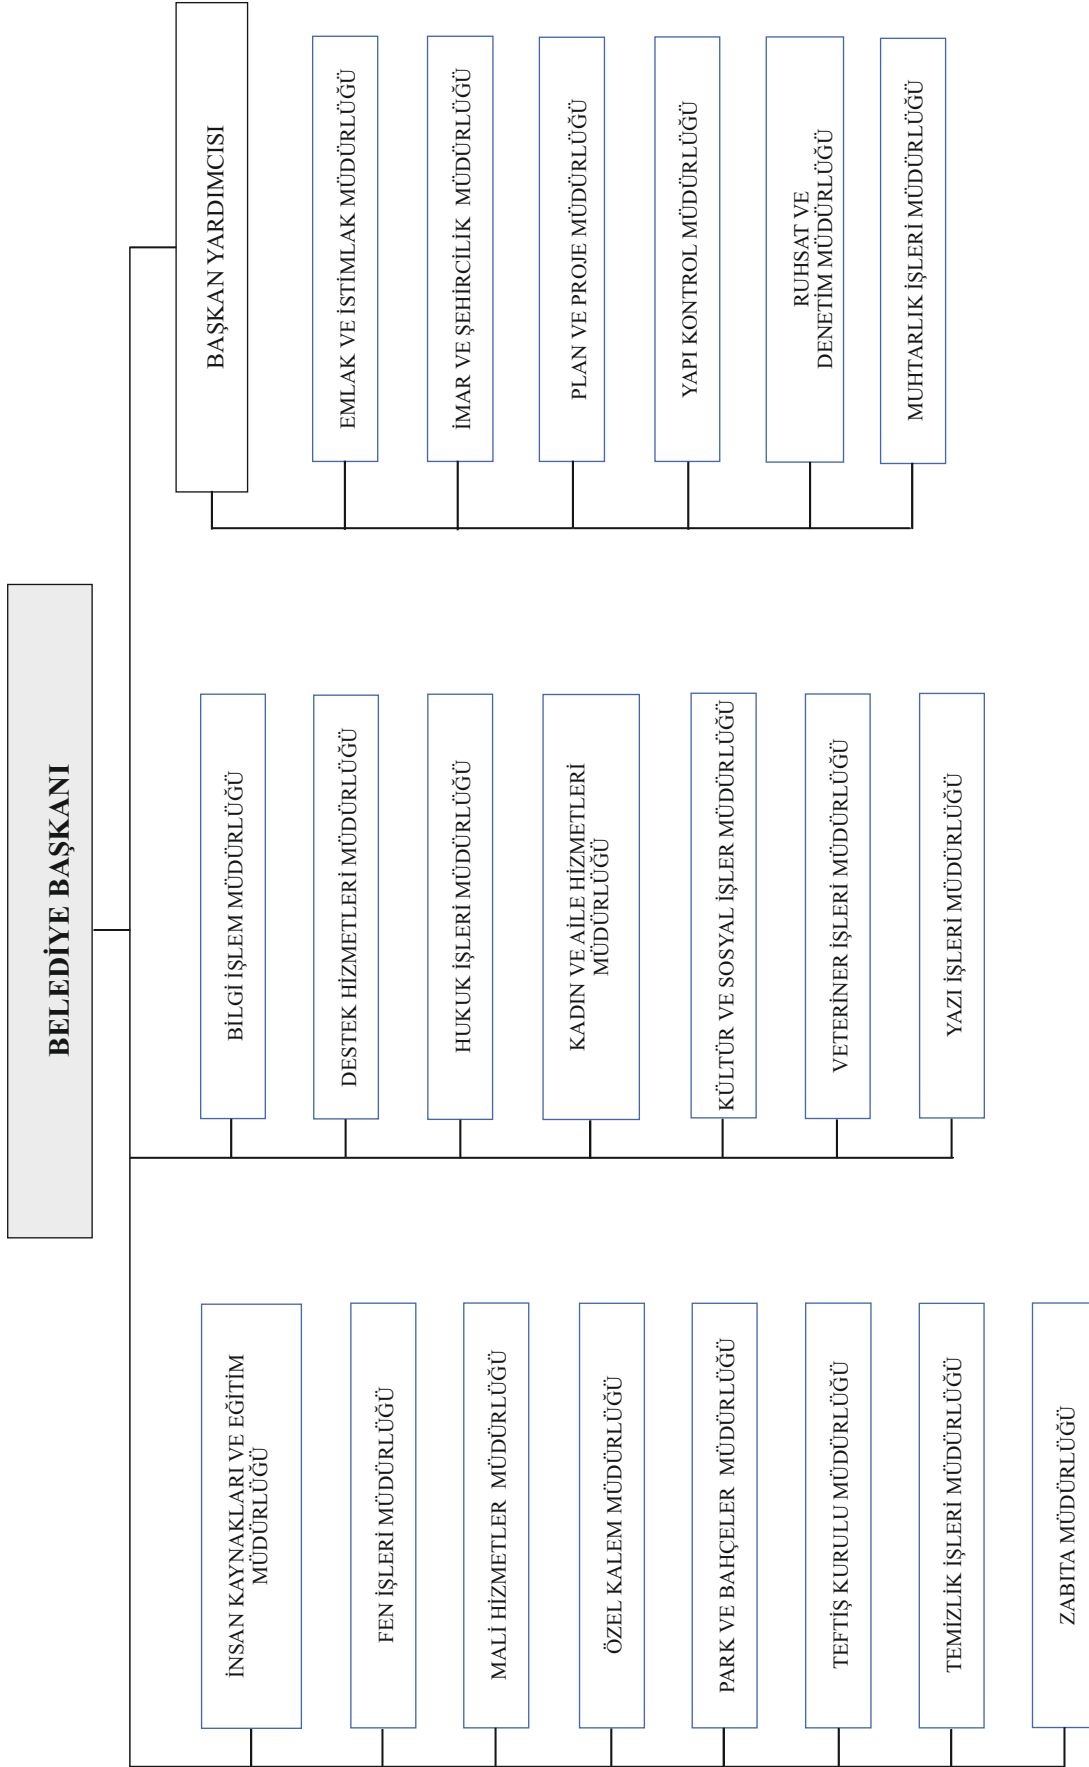 BELEDİYE BAŞKANI
İNSAN KAYNAKLARI VE EĞİTİM
MÜDÜRLÜĞÜ
FEN İŞLERİ MÜDÜRLÜĞÜ
MALİ HİZMETLER MÜDÜRLÜĞÜ
ÖZEL KALEM MÜDÜRLÜĞÜ
PARK VE BAHÇELER MÜDÜRLÜĞÜ
TEFTİŞ KURULU MÜDÜRLÜĞÜ
TEMİZLİK İŞLERİ MÜDÜRLÜĞÜ
ZABITA MÜDÜRLÜĞÜ
BİLGİ İŞLEM MÜDÜRLÜĞÜ
DESTEK HİZMETLERİ MÜDÜRLÜĞÜ
HUKUK İŞLERİ MÜDÜRLÜĞÜ
KADIN VE AİLE HİZMETLERİ
MÜDÜRLÜĞÜ
KÜLTÜR VE SOSYAL İŞLER MÜDÜRLÜĞÜ
VETERİNER İŞLERİ MÜDÜRLÜĞÜ
YAZI İŞLERİ MÜDÜRLÜĞÜ
BAŞKAN YARDIMCISI
EMLAK VE İSTİMLAK MÜDÜRLÜĞÜ
İMAR VE ŞEHİRCİLİK MÜDÜRLÜĞÜ
PLAN VE PROJE MÜDÜRLÜĞÜ
YAPI KONTROL MÜDÜRLÜĞÜ
RUHSAT VE
DENETİM MÜDÜRLÜĞÜ
MUHTARLIK İŞLERİ MÜDÜRLÜĞÜ